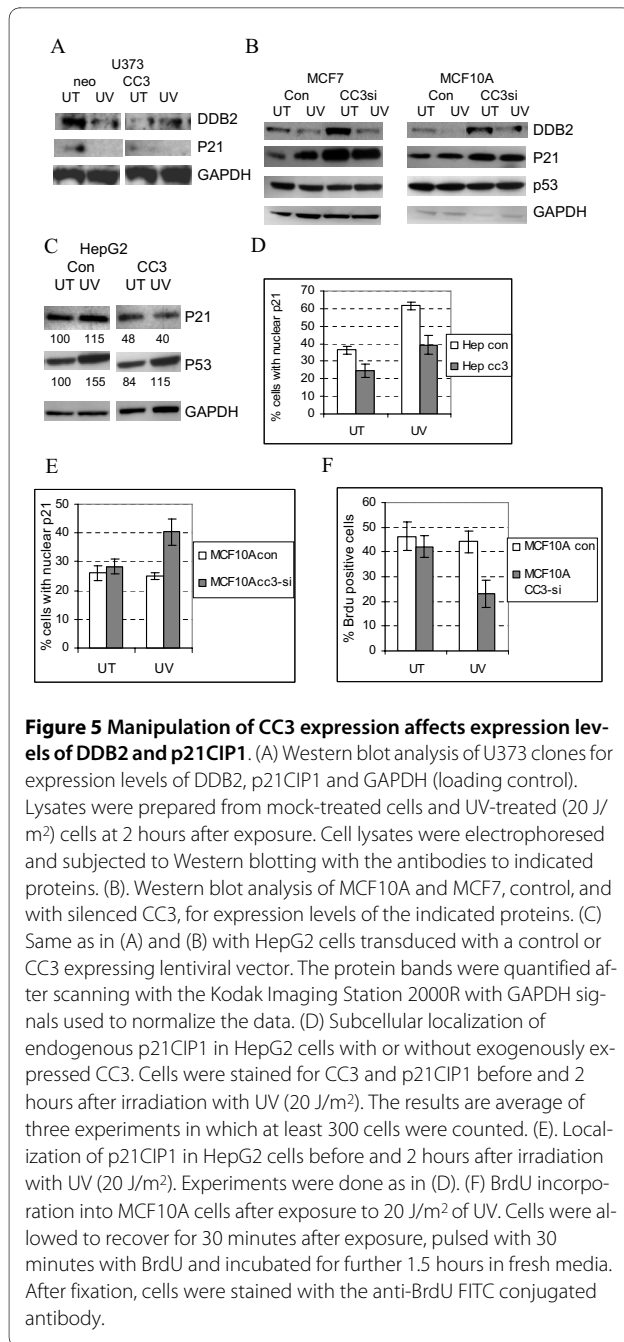 A
U373
neo CC3
UT UV UT UV
DDB2
P21
GAPDH
B
MCF7 MCF10A
Con CC3si Con CC3si
UT UV UT UV UT UV UT UV
DDB2
P21
p53
GAPDH
C
HepG2
Con CC3
UT UV UT UV
P21
100 115 48 40
P53
100 155 84 115
GAPDH
D
% cells with nuclear p21
70
60
50
40
30
20
10
0
UT UV
Hep con
Hep cc3
E
% cells with nuclear p21
50
40
30
20
10
0
UT UV
MCF10Acon
MCF10Acc3-si
F
% Brdu positive cells
60
50
40
30
20
10
0
UT UV
MCF10A con
MCF10A
CC3-si
Figure 5 Manipulation of CC3 expression affects expression lev-
els of DDB2 and p21CIP1. (A) Western blot analysis of U373 clones for
expression levels of DDB2, p21CIP1 and GAPDH (loading control).
Lysates were prepared from mock-treated cells and UV-treated (20 J/
m²) cells at 2 hours after exposure. Cell lysates were electrophoresed
and subjected to Western blotting with the antibodies to indicated
proteins. (B). Western blot analysis of MCF10A and MCF7, control, and
with silenced CC3, for expression levels of the indicated proteins. (C)
Same as in (A) and (B) with HepG2 cells transduced with a control or
CC3 expressing lentiviral vector. The protein bands were quantified af-
ter scanning with the Kodak Imaging Station 2000R with GAPDH sig-
nals used to normalize the data. (D) Subcellular localization of
endogenous p21CIP1 in HepG2 cells with or without exogenously ex-
pressed CC3. Cells were stained for CC3 and p21CIP1 before and 2
hours after irradiation with UV (20 J/m²). The results are average of
three experiments in which at least 300 cells were counted. (E). Local-
ization of p21CIP1 in HepG2 cells before and 2 hours after irradiation
with UV (20 J/m²). Experiments were done as in (D). (F) BrdU incorpo-
ration into MCF10A cells after exposure to 20 J/m² of UV. Cells were al-
lowed to recover for 30 minutes after exposure, pulsed with 30
minutes with BrdU and incubated for further 1.5 hours in fresh media.
After fixation, cells were stained with the anti-BrdU FITC conjugated
antibody.